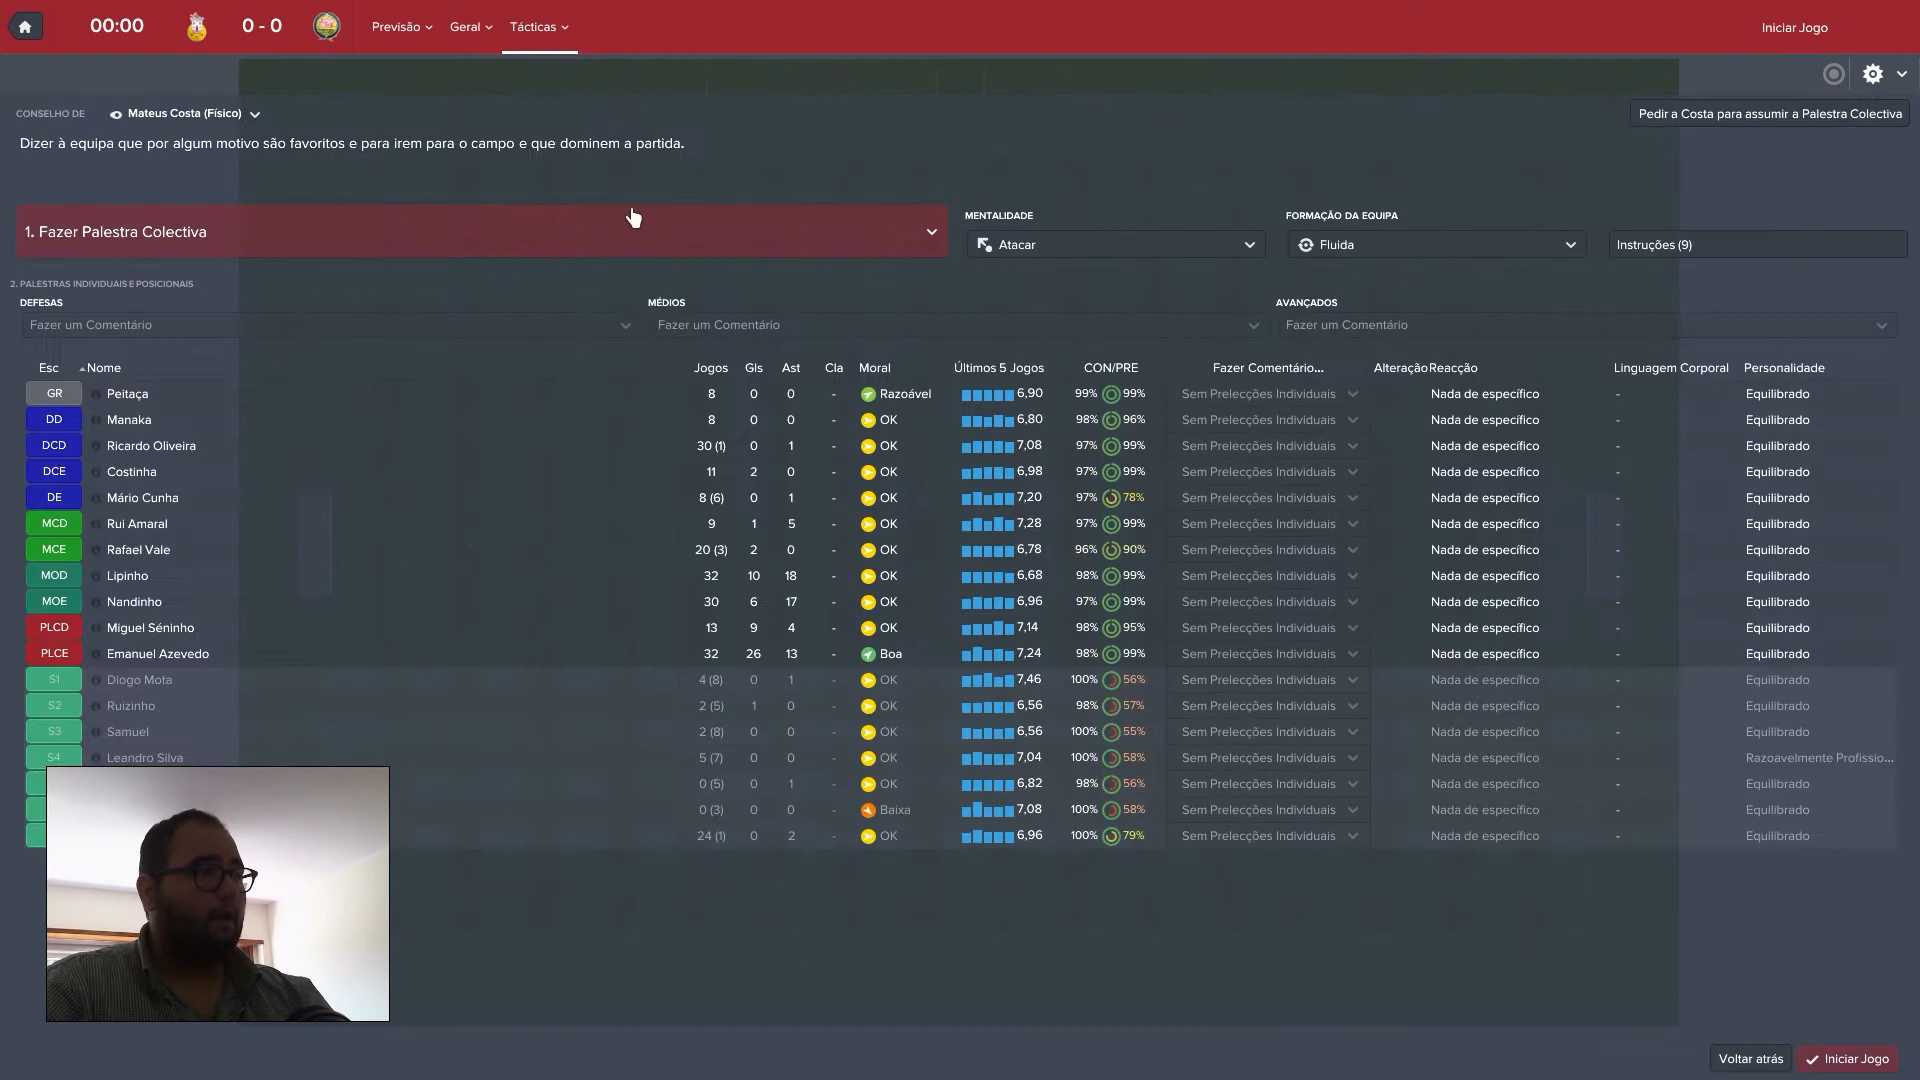 00:00 0 - 0 Previsão Geral Tácticas Iniciar Jogo
CONSELHO DE Mateus Costa (Físico) Pedir a Costa para assumir a Palestra Colectiva
Dizer à equipa que por algum motivo são favoritos e para irem para o campo e que dominem a partida.
MENTALIDADE FORMAÇÃO DA EQUIPA
1. Fazer Palestra Colectiva Atacar Fluida Instruções (9)
2. PALESTRAS INDIVIDUAIS E POSICIONAIS
DEFESAS MÉDIOS AVANÇADOS
Fazer um Comentário Fazer um Comentário Fazer um Comentário
Esc Nome Jogos Gls Ast Cla Moral Últimos 5 Jogos CON/PRE Fazer Comentário... Alteração Reacção Linguagem Corporal Personalidade
GR Peitaça 8 0 0 - Razoável 6,90 99% 99% Sem Prelecções Individuais Nada de específico - Equilibrado
DD Manaka 8 0 0 - OK 6,80 98% 96% Sem Prelecções Individuais Nada de específico - Equilibrado
DCD Ricardo Oliveira 30 (1) 0 1 - OK 7,08 97% 99% Sem Prelecções Individuais Nada de específico - Equilibrado
DCE Costinha 11 2 0 - OK 6,98 97% 99% Sem Prelecções Individuais Nada de específico - Equilibrado
DE Mário Cunha 8 (6) 0 1 - OK 7,20 97% 78% Sem Prelecções Individuais Nada de específico - Equilibrado
MCD Rui Amaral 9 1 5 - OK 7,28 97% 99% Sem Prelecções Individuais Nada de específico - Equilibrado
MCE Rafael Vale 20 (3) 2 0 - OK 6,78 96% 90% Sem Prelecções Individuais Nada de específico - Equilibrado
MOD Lipinho 32 10 18 - OK 6,68 98% 99% Sem Prelecções Individuais Nada de específico - Equilibrado
MOE Nandinho 30 6 17 - OK 6,96 97% 99% Sem Prelecções Individuais Nada de específico - Equilibrado
PLCD Miguel Séninho 13 9 4 - OK 7,14 98% 95% Sem Prelecções Individuais Nada de específico - Equilibrado
PLCE Emanuel Azevedo 32 26 13 - Boa 7,24 98% 99% Sem Prelecções Individuais Nada de específico - Equilibrado
S1 Diogo Mota 4 (8) 0 1 - OK 7,46 100% 56% Sem Prelecções Individuais Nada de específico - Equilibrado
S2 Ruizinho 2 (5) 1 0 - OK 6,56 98% 57% Sem Prelecções Individuais Nada de específico - Equilibrado
S3 Samuel 2 (8) 0 0 - OK 6,56 100% 55% Sem Prelecções Individuais Nada de específico - Equilibrado
S4 Leandro Silva 5 (7) 0 0 - OK 7,04 100% 58% Sem Prelecções Individuais Nada de específico - Razoavelmente Profissio...
0 (5) 0 1 - OK 6,82 98% 56% Sem Prelecções Individuais Nada de específico - Equilibrado
0 (3) 0 0 - Baixa 7,08 100% 58% Sem Prelecções Individuais Nada de específico - Equilibrado
24 (1) 0 2 - OK 6,96 100% 79% Sem Prelecções Individuais Nada de específico - Equilibrado
Voltar atrás Iniciar Jogo